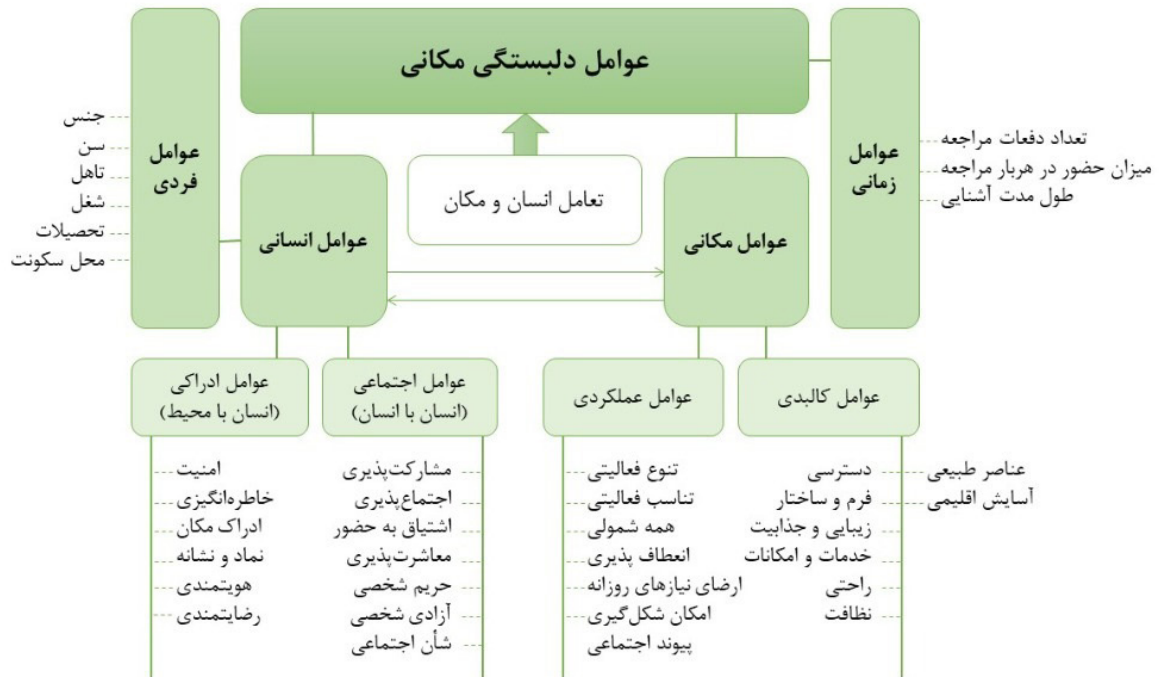 عوامل دلبستگی مکانی
تعامل انسان و مکان
عوامل
زمانی
تعداد دفعات مراجعه
میزان حضور در هربار مراجعه
طول مدت آشنایی
عوامل مکانی
عوامل انسانی
عوامل
فردی
جنس
سن
تاهل
شغل
تحصیلات
محل سکونت
عوامل کالبدی
عناصر طبیعی
آسایش اقلیمی
دسترسی
فرم و ساختار
زیبایی و جذابیت
خدمات و امکانات
راحتی
نظافت
عوامل عملکردی
تنوع فعالیتی
تناسب فعالیتی
همه شمولی
انعطاف پذیری
ارضای نیازهای روزانه
امکان شکل‌گیری
پیوند اجتماعی
عوامل اجتماعی
(انسان با انسان)
مشارکت‌پذیری
اجتماع‌پذیری
اشتیاق به حضور
معاشرت‌پذیری
حریم شخصی
آزادی شخصی
شأن اجتماعی
عوامل ادراکی
(انسان با محیط)
امنیت
خاطره‌انگیزی
ادراک مکان
نماد و نشانه
هویتمندی
رضایتمندی